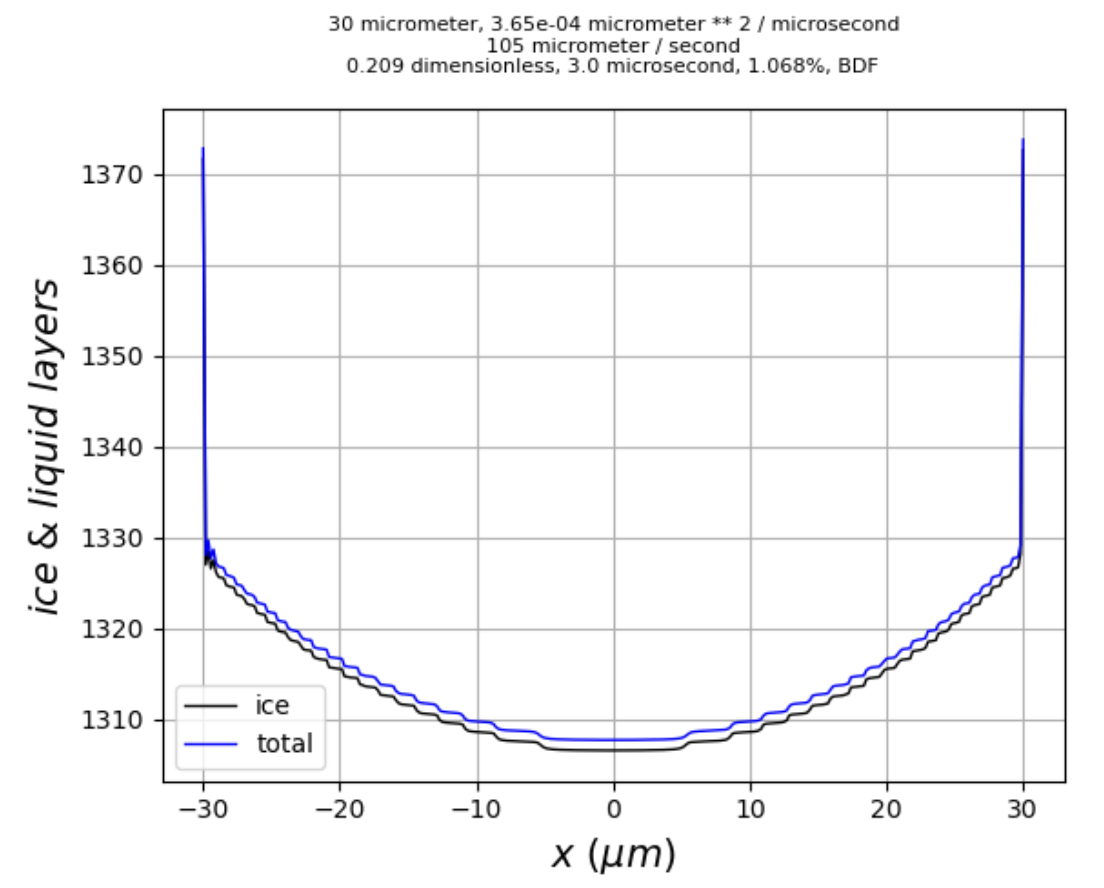 30 micrometer, 3.65e-04 micrometer ** 2 / microsecond
105 micrometer / second
0.209 dimensionless, 3.0 microsecond, 1.068%, BDF
ice & liquid layers
1370
1360
1350
1340
1330
1320
1310
ice
total
−30
−20
−10
0
10
20
30
x (μm)